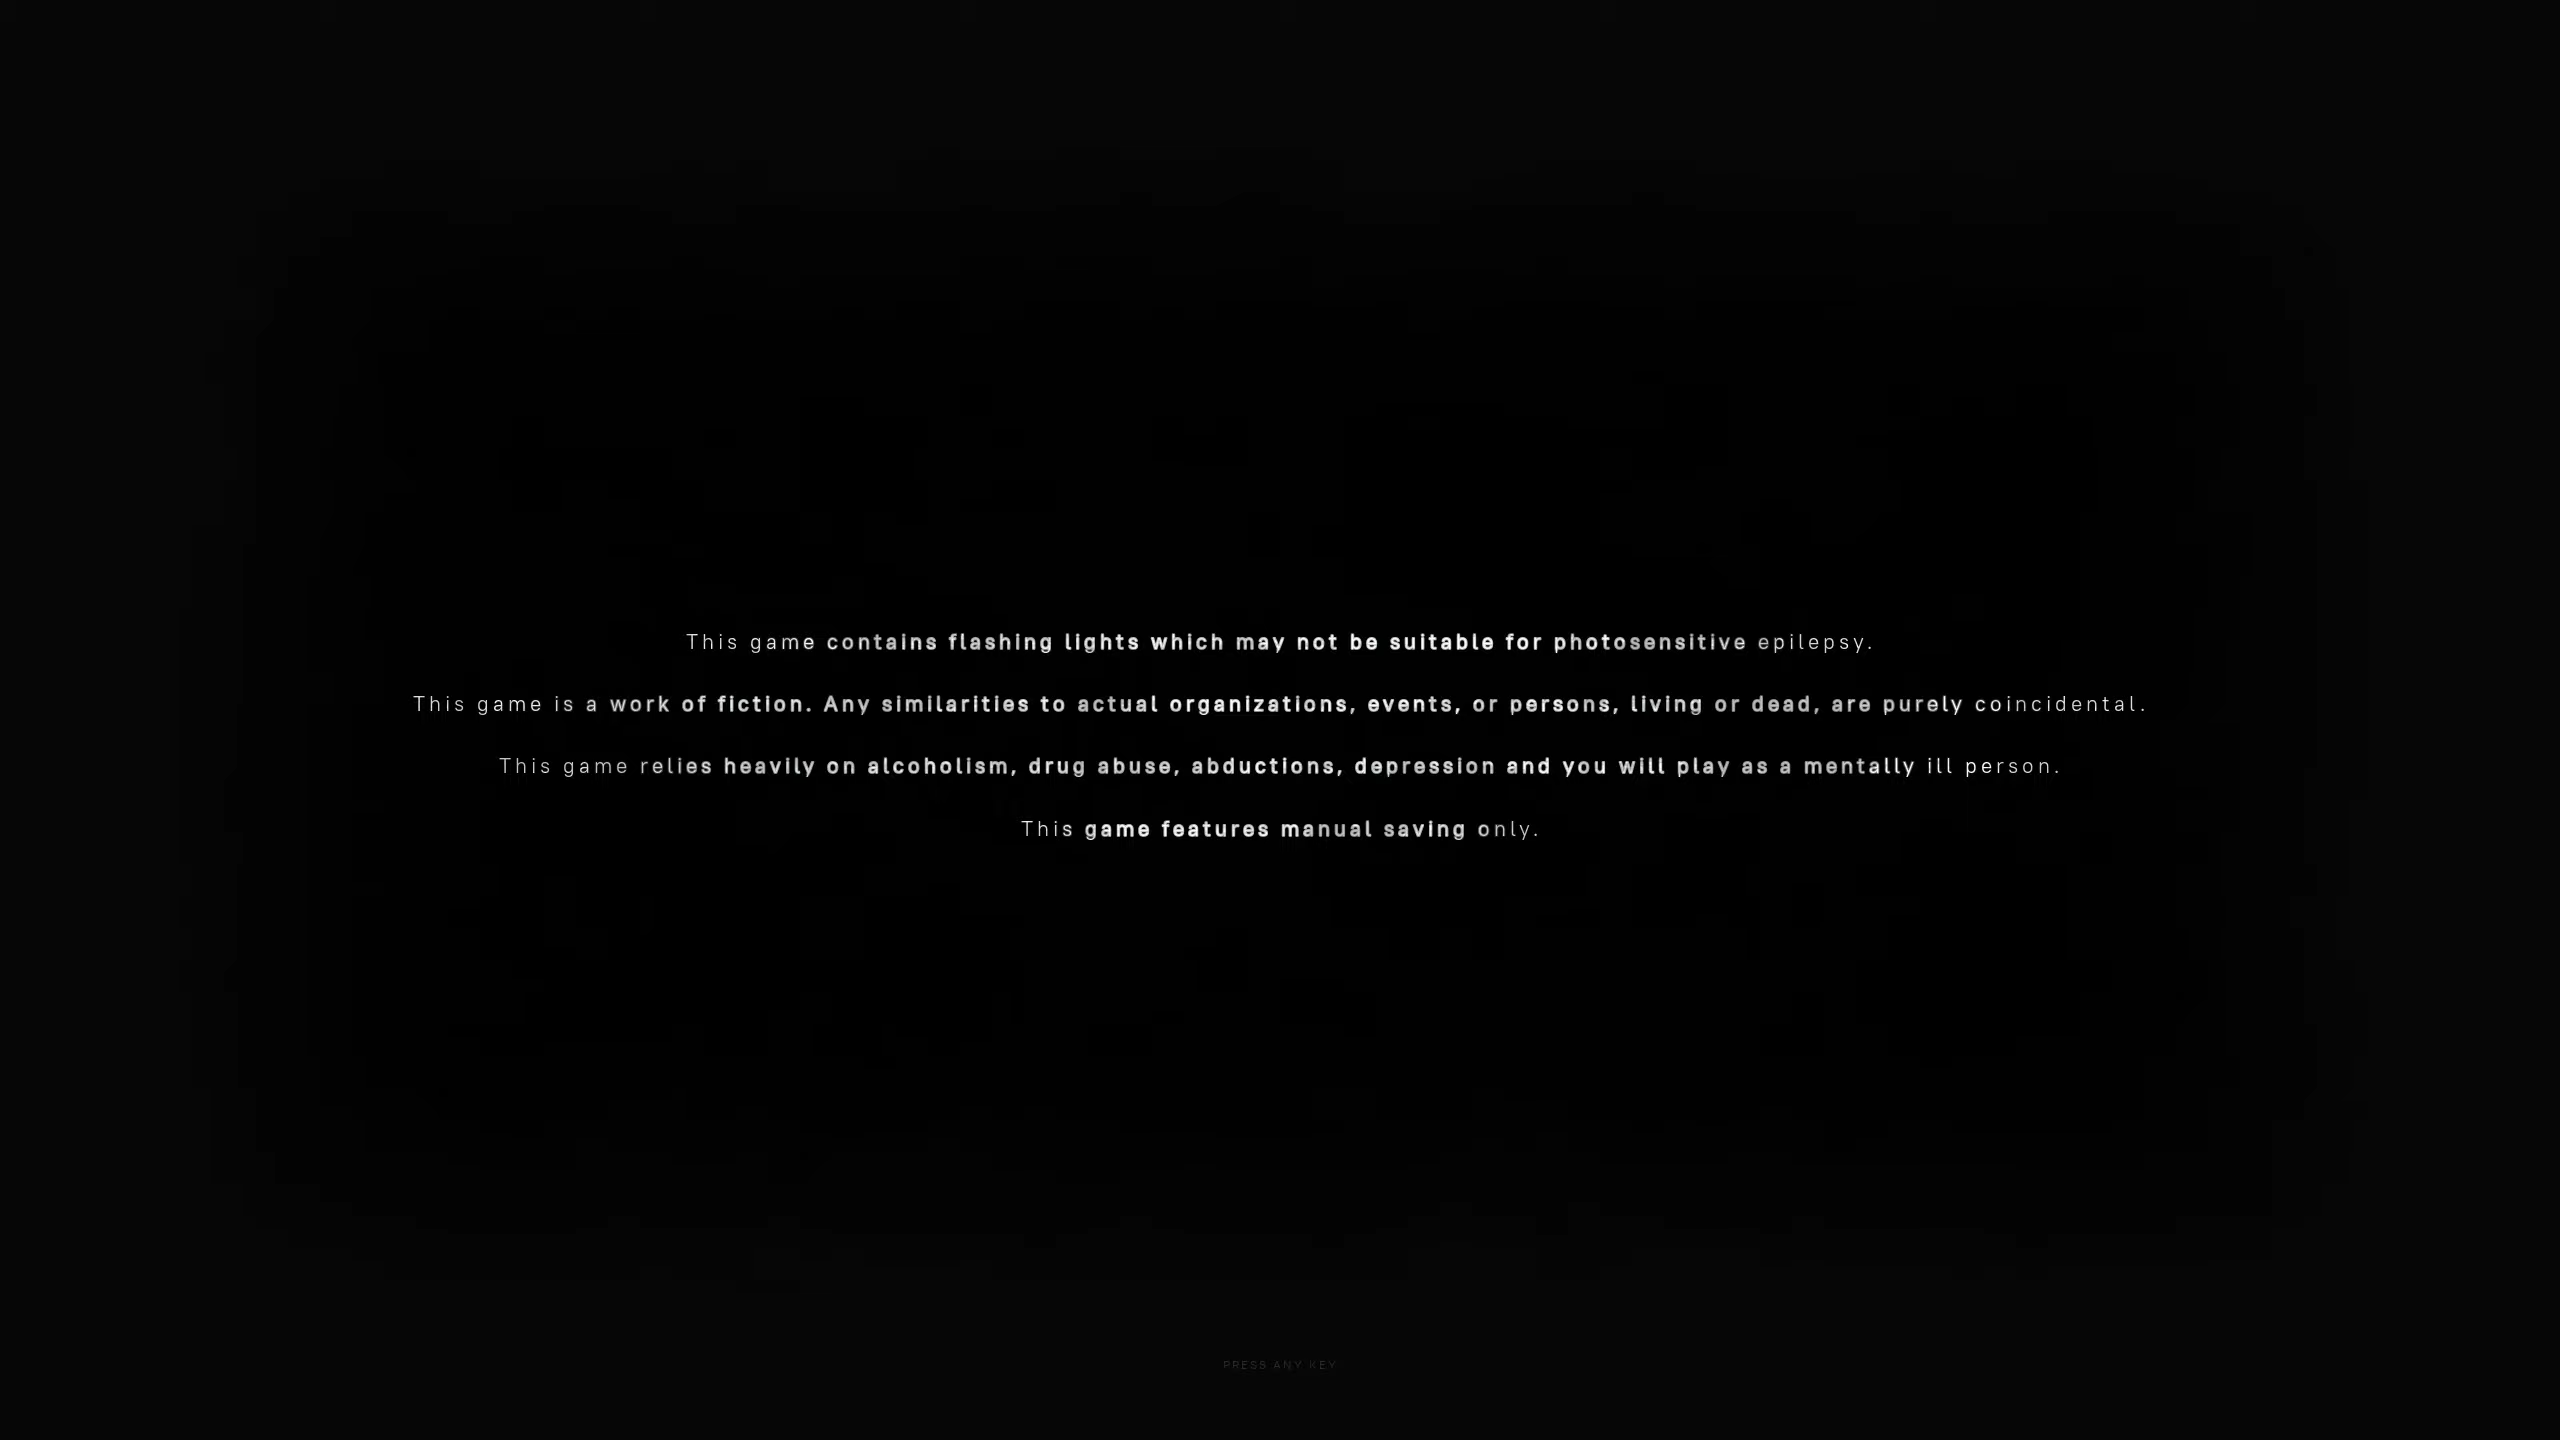 This game contains flashing lights which may not be suitable for photosensitive epilepsy.
This game is a work of fiction. Any similarities to actual organizations, events, or persons, living or dead, are purely coincidental.
This game relies heavily on alcoholism, drug abuse, abductions, depression and you will play as a mentally ill person.
This game features manual saving only.
PRESS ANY KEY